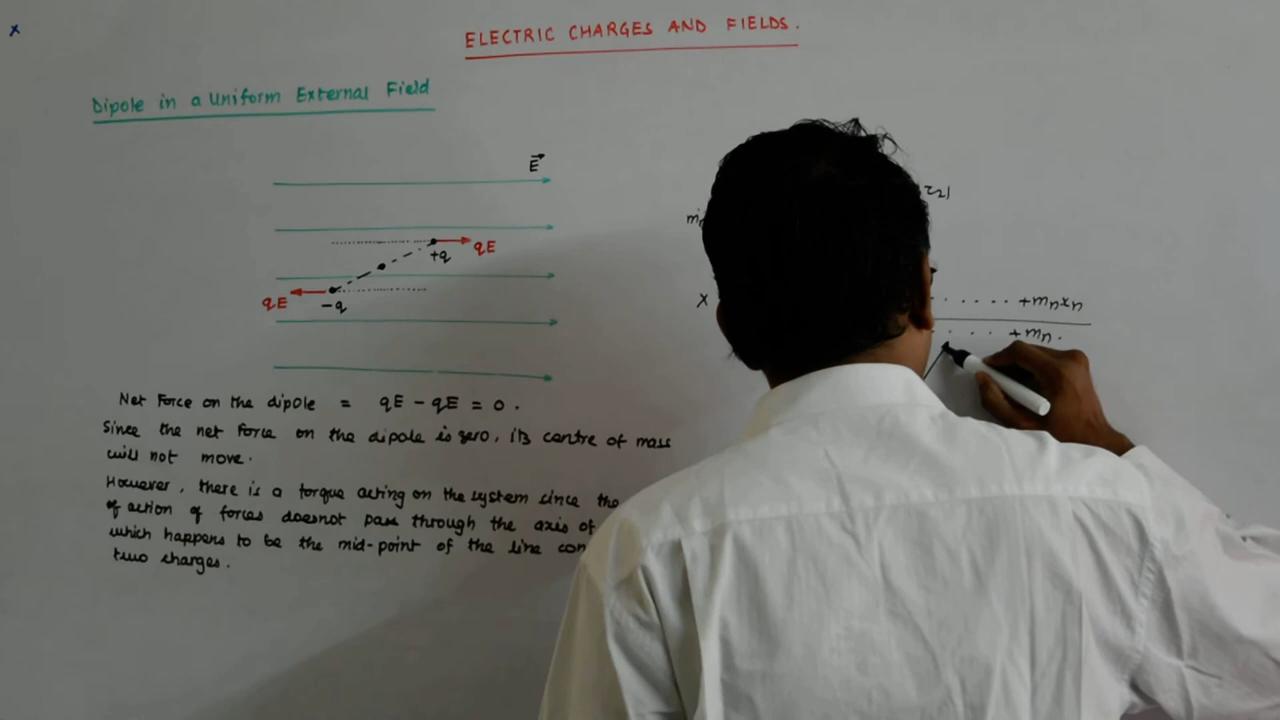 x
ELECTRIC CHARGES AND FIELDS.
Dipole in a Uniform External Field
E⃗
qE
+q
qE
-q
Net Force on the dipole = qE - qE = 0.
Since the net Force on the dipole is zero, its centre of mass
will not move.
However, there is a torque acting on the system since the
of action of forces doesnot pass through the axis of
which happens to be the mid-point of the line
two charges.
X
. . . . . +mₙxₙ
. . . +mₙ.